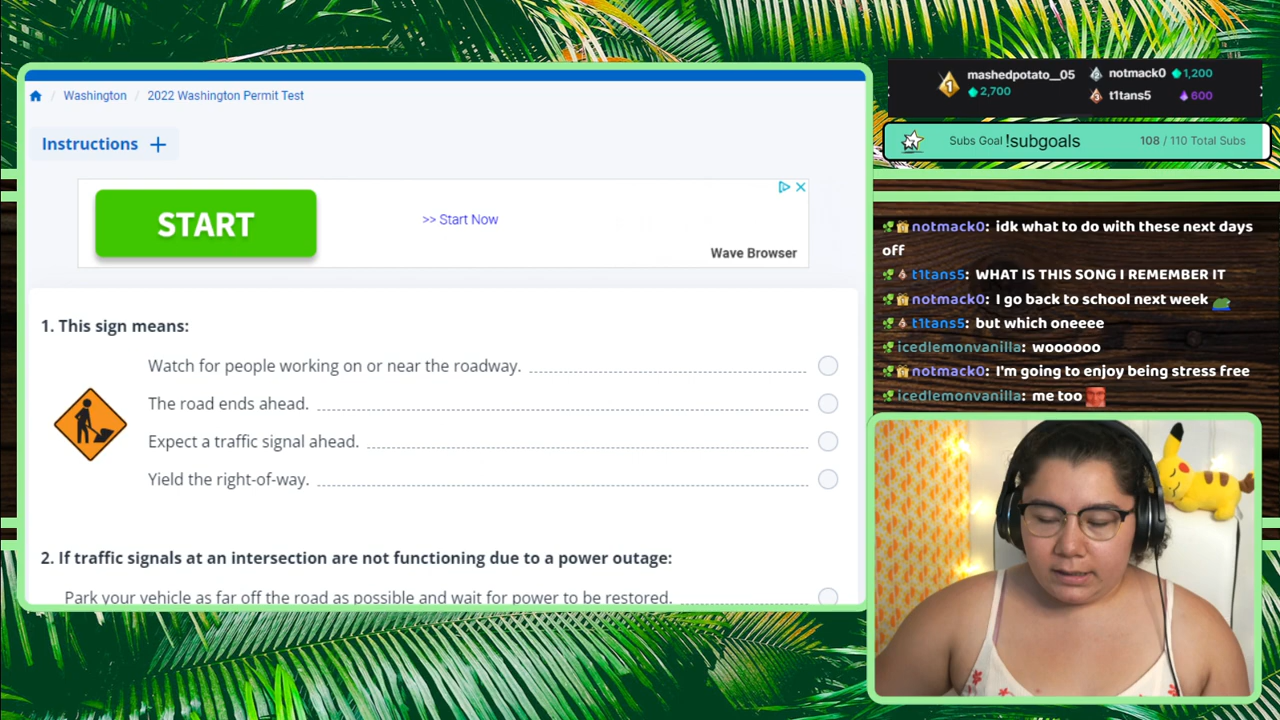 Washington / 2022 Washington Permit Test
Instructions +
START
>> Start Now
Wave Browser
1. This sign means:
Watch for people working on or near the roadway.
The road ends ahead.
Expect a traffic signal ahead.
Yield the right-of-way.
2. If traffic signals at an intersection are not functioning due to a power outage:
Park your vehicle as far off the road as possible and wait for power to be restored.
1
mashedpotato__05
2,700
notmack0 1,200
t1tans5 600
Subs Goal !subgoals 108 / 110 Total Subs
notmack0: idk what to do with these next days
off
t1tans5: WHAT IS THIS SONG I REMEMBER IT
notmack0: I go back to school next week
t1tans5: but which oneeee
icedlemonvanilla: woooooo
notmack0: I'm going to enjoy being stress free
icedlemonvanilla: me too